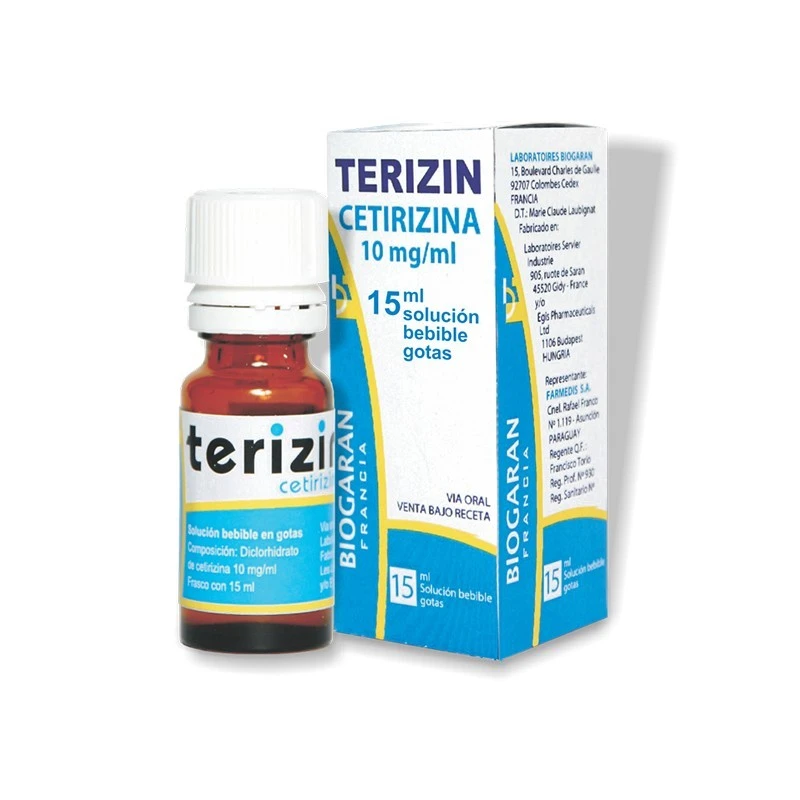 TERIZIN
CETIRIZINA
10 mg/ml
15 ml
solución
bebible
gotas
BIOGARAN
FRANCIA
VIA ORAL
VENTA BAJO RECETA
15 ml
Solución bebible
gotas
LABORATOIRES BIOGARAN
15, Boulevard Charles de Gaulle
92707 Colombes Cedex
FRANCIA
D.T.: Marie Claude Laubignat
Fabricado en:
Laboratoires Servier
Industrie
905, ruote de Saran
45520 Gidy - France
y/o
Egis Pharmaceuticals
Ltd
1106 Budapest
HUNGRIA
Representante:
FARMEDIS S.A.
Cnel. Rafael Franco
Nº 1.119 - Asunción
PARAGUAY
Regente Q.F.:
Francisco Torio
Reg. Prof. Nº 930
Reg. Sanitario Nº
b
BIOGARAN
FRANCIA
15 ml
Solución bebible
gotas
terizin
cetirizin
Solución bebible en gotas
Composición: Diclorhidrato
de cetirizina 10 mg/ml
Frasco con 15 ml
Via